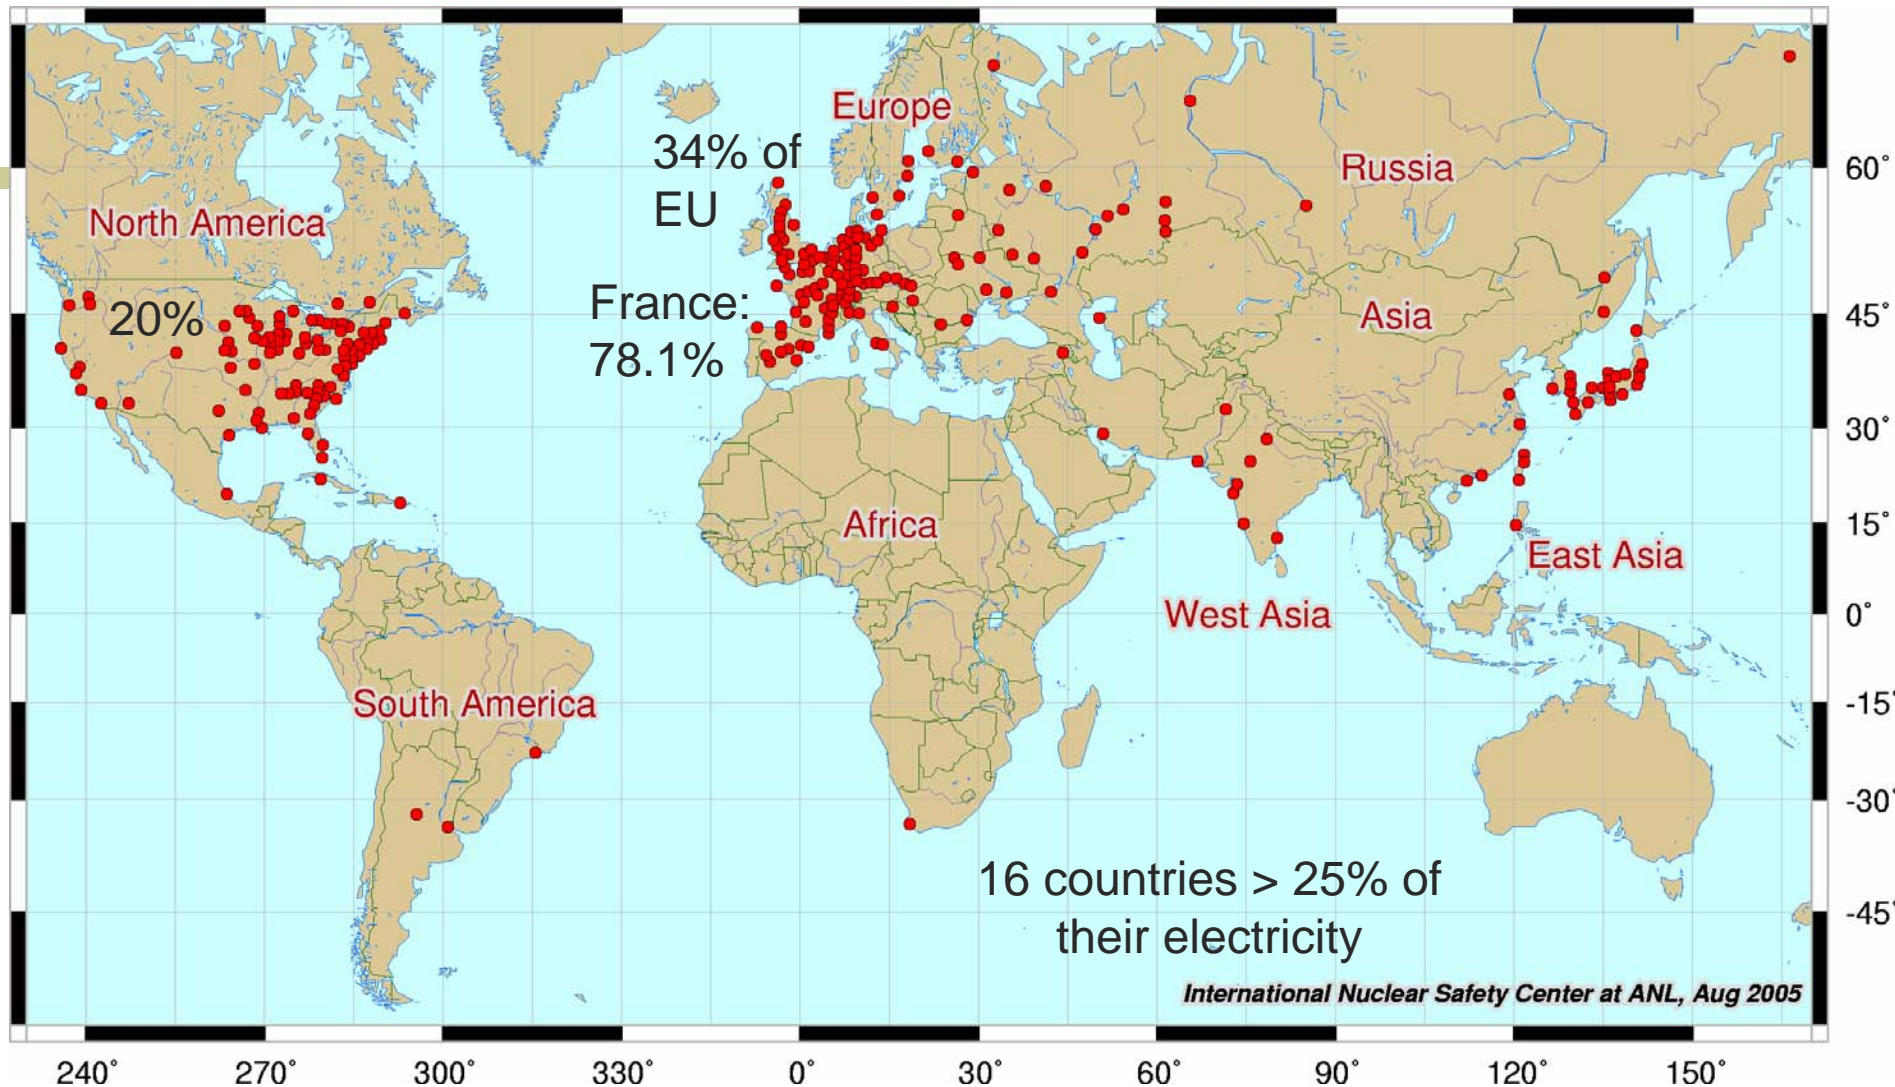 Europe
34% of
EU
Russia
North America
60°
France:
78.1%
20%
Asia
45°
30°
Africa
15°
East Asia
West Asia
0°
South America
-15°
-30°
16 countries > 25% of
their electricity
-45°
International Nuclear Safety Center at ANL, Aug 2005
240° 270° 300° 330° 0° 30° 60° 90° 120° 150°